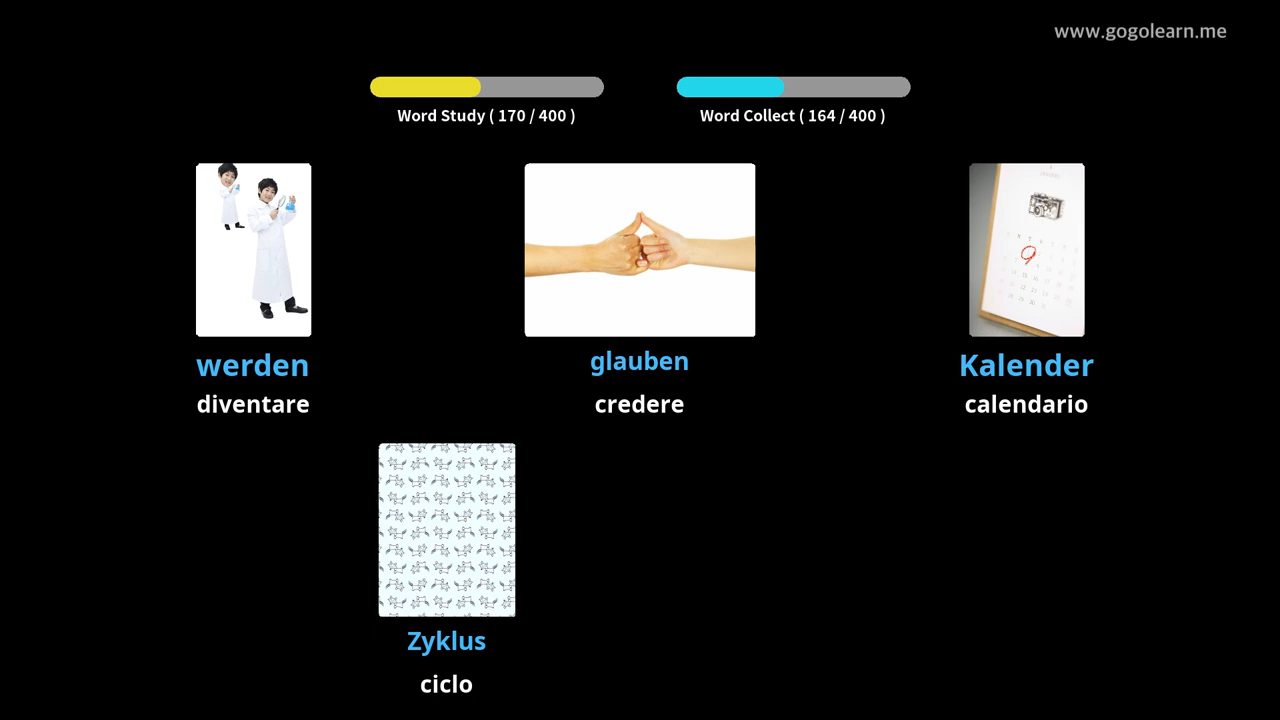 www.gogolearn.me
Word Study ( 170 / 400 )
Word Collect ( 164 / 400 )
werden
diventare
glauben
credere
Kalender
calendario
Zyklus
ciclo